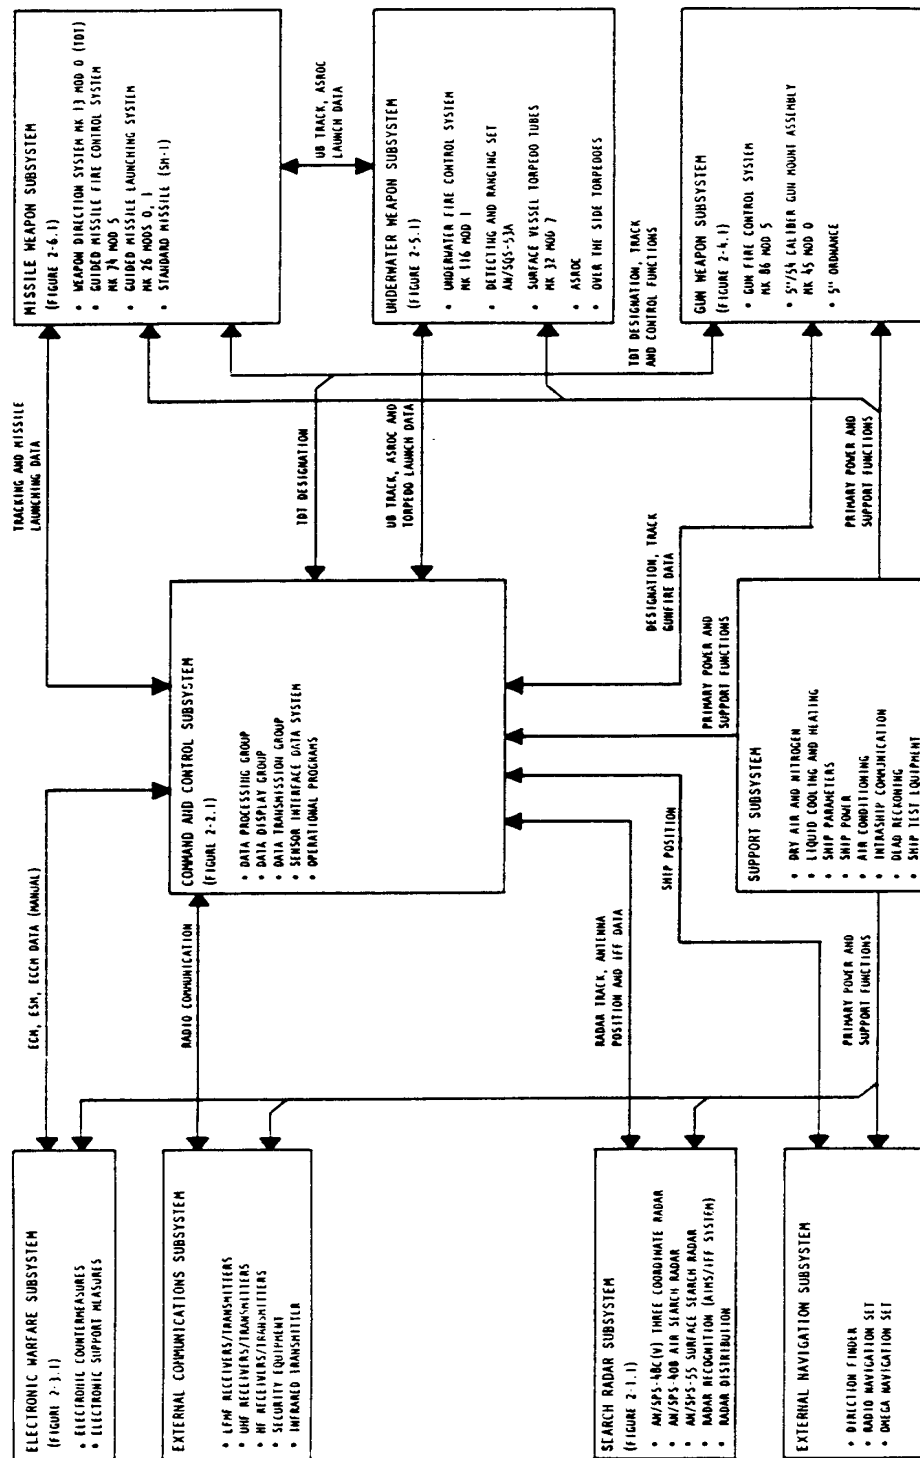 ELECTRONIC WARFARE SUBSYSTEM
(FIGURE 2-3.1)
• ELECTRONIC COUNTERMEASURES
• ELECTRONIC SUPPORT MEASURES
EXTERNAL COMMUNICATIONS SUBSYSTEM
• LFMF RECEIVERS/TRANSMITTERS
• UHF RECEIVERS/TRANSMITTERS
• HF RECEIVERS/TRANSMITTERS
• SECURITY EQUIPMENT
• INFRARED TRANSMITTER
SEARCH RADAR SUBSYSTEM
(FIGURE 2-1.1)
• AN/SPS-48C(V) THREE COORDINATE RADAR
• AN/SPS-40B AIR SEARCH RADAR
• AN/SPS-55 SURFACE SEARCH RADAR
• RADAR RECOGNITION (AIMS/IFF SYSTEM)
• RADAR DISTRIBUTION
EXTERNAL NAVIGATION SUBSYSTEM
• DIRECTION FINDER
• RADIO NAVIGATION SET
• OMEGA NAVIGATION SET
ECM, ESM, ECCM DATA (MANUAL)
RADIO COMMUNICATION
RADAR TRACK, ANTENNA
POSITION AND IFF DATA
SHIP POSITION
PRIMARY POWER AND
SUPPORT FUNCTIONS
COMMAND AND CONTROL SUBSYSTEM
(FIGURE 2-2.1)
• DATA PROCESSING GROUP
• DATA DISPLAY GROUP
• DATA TRANSMISSION GROUP
• SENSOR INTERFACE DATA SYSTEM
• OPERATIONAL PROGRAMS
PRIMARY POWER AND
SUPPORT FUNCTIONS
SUPPORT SUBSYSTEM
• DRY AIR AND NITROGEN
• LIQUID COOLING AND HEATING
• SHIP PARAMETERS
• SHIP POWER
• AIR CONDITIONING
• INTRASHIP COMMUNICATION
• DEAD RECKONING
• SHIP TEST EQUIPMENT
TRACKING AND MISSILE
LAUNCHING DATA
TDT DESIGNATION
UB TRACK, ASROC AND
TORPEDO LAUNCH DATA
DESIGNATION, TRACK
GUNFIRE DATA
PRIMARY POWER AND
SUPPORT FUNCTIONS
TDT DESIGNATION, TRACK
AND CONTROL FUNCTIONS
MISSILE WEAPON SUBSYSTEM
(FIGURE 2-6.1)
• WEAPON DIRECTION SYSTEM MK 13 MOD 0 (TDT)
• GUIDED MISSILE FIRE CONTROL SYSTEM
MK 74 MOD 5
• GUIDED MISSILE LAUNCHING SYSTEM
MK 26 MODS 0, 1
• STANDARD MISSILE (SM-1)
UB TRACK, ASROC
LAUNCH DATA
UNDERWATER WEAPON SUBSYSTEM
(FIGURE 2-5.1)
• UNDERWATER FIRE CONTROL SYSTEM
MK 116 MOD 1
• DETECTING AND RANGING SET
AN/SQS-53A
• SURFACE VESSEL TORPEDO TUBES
MK 32 MOD 7
• ASROC
• OVER THE SIDE TORPEDOES
GUN WEAPON SUBSYSTEM
(FIGURE 2-4.1)
• GUN FIRE CONTROL SYSTEM
MK 86 MOD 5
• 5"/54 CALIBER GUN MOUNT ASSEMBLY
MK 45 MOD 0
• 5" ORDNANCE